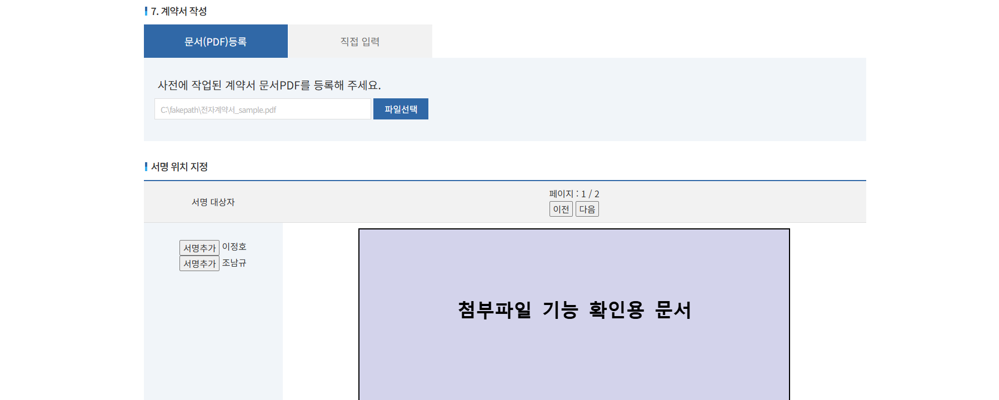 7. 계약서 작성
문서(PDF)등록
직접 입력
사전에 작업된 계약서 문서PDF를 등록해 주세요.
C:\fakepath\전자계약서_sample.pdf
파일선택
서명 위치 지정
서명 대상자
페이지 : 1 / 2
이전 다음
서명추가 이정호
서명추가 조남규
첨부파일 기능 확인용 문서